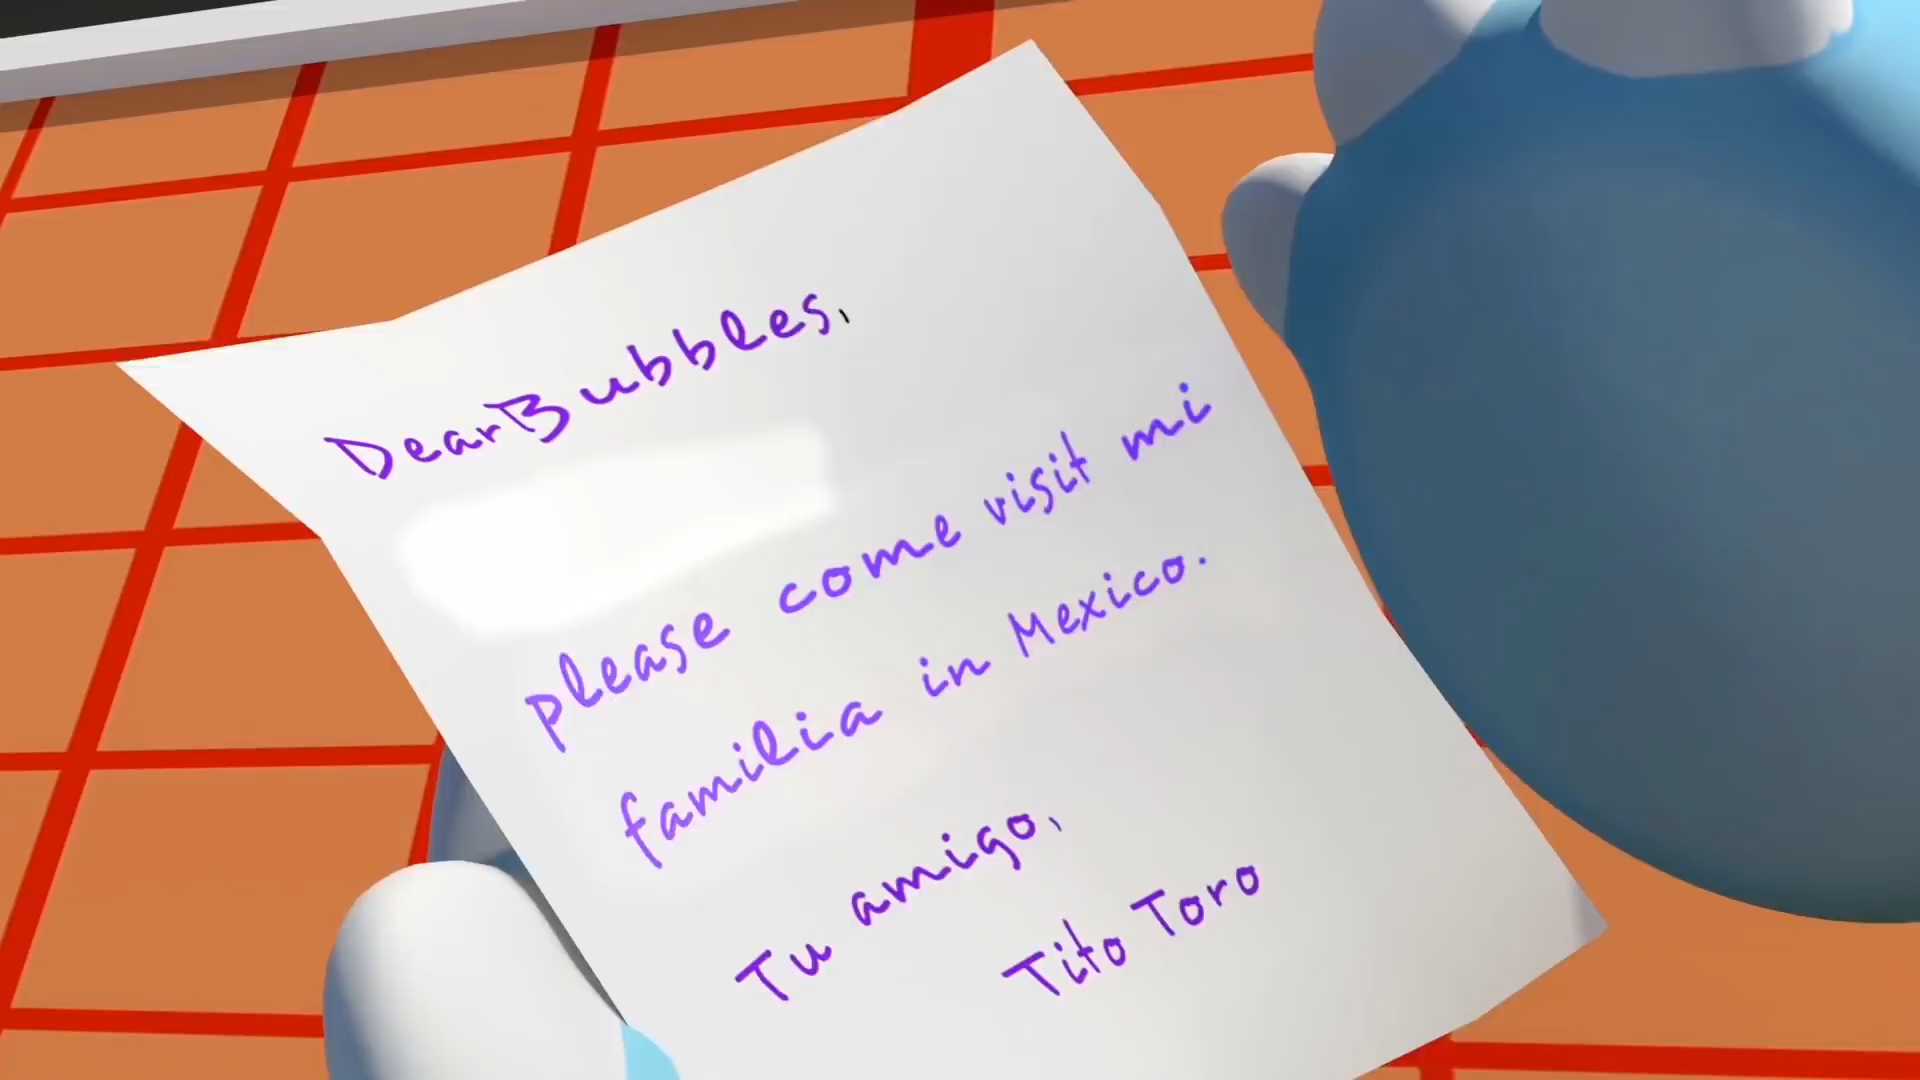 Dear Bubbles,
please come visit mi
familia in Mexico.
Tu amigo,
Tito Toro